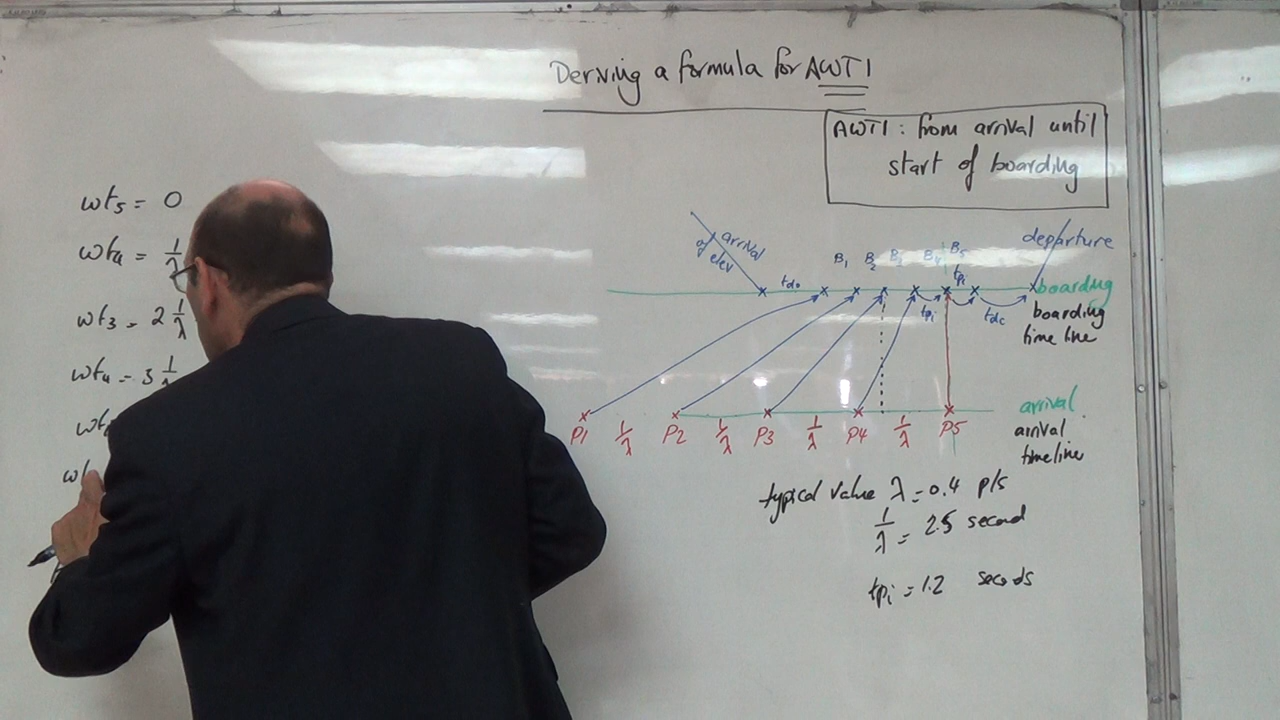 Deriving a formula for AWT1
AWT1: from arrival until
start of boarding
wt5 = 0
wt4 = 1/λ
wt3 = 2 1/λ
wt4 = 3 1/λ
wt
w
arrival
of elev
tdo
B1 B2 B3 B4 B5
tpi
tpi
tdc
departure
boarding
boarding
time line
arrival
arrival
timeline
P1 1/λ P2 1/λ P3 1/λ P4 1/λ P5
typical value λ = 0.4 p/s
1/λ = 2.5 second
tpi = 1.2 seconds